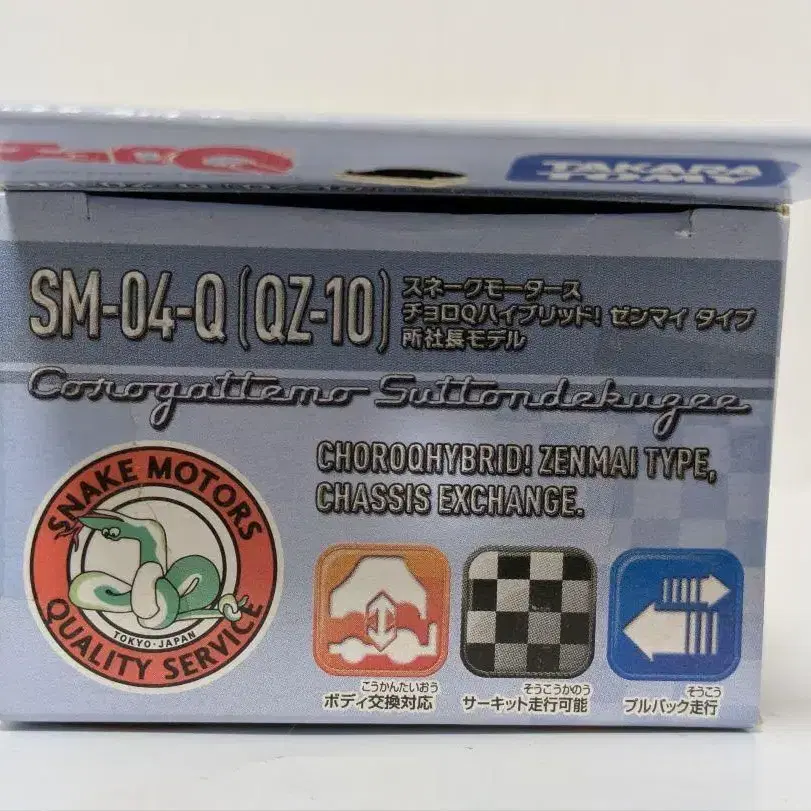 チョロQ
TAKARA TOMY
SM-04-Q [QZ-10]
スネークモータース
チョロQハイブリッド! ゼンマイ タイプ
所社長モデル
Corogattemo Suttondekugee
CHOROQHYBRID! ZENMAI TYPE,
CHASSIS EXCHANGE.
SNAKE MOTORS
TOKYO・JAPAN
QUALITY SERVICE
こうかんたいおう
ボディ交換対応
そうこうかのう
サーキット走行可能
そうこう
プルバック走行